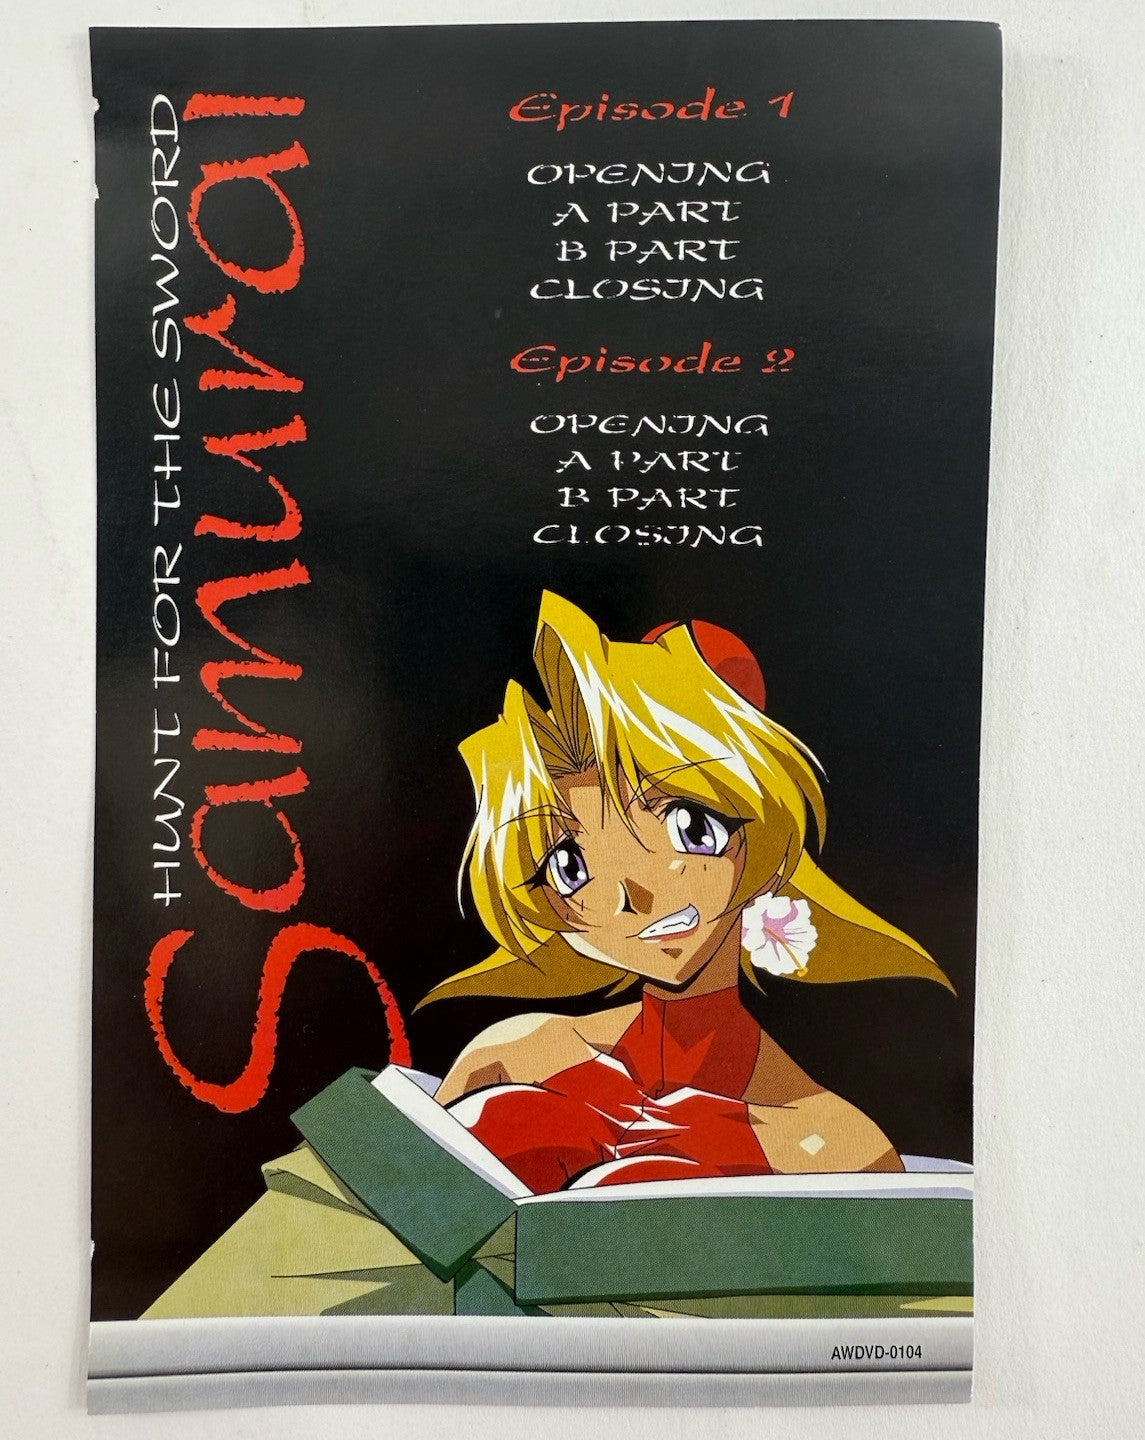 Samurai
HUNT FOR THE SWORD
Episode 1
OPENING
A PART
B PART
CLOSING
Episode 2
OPENING
A PART
B PART
CLOSING
AWDVD-0104